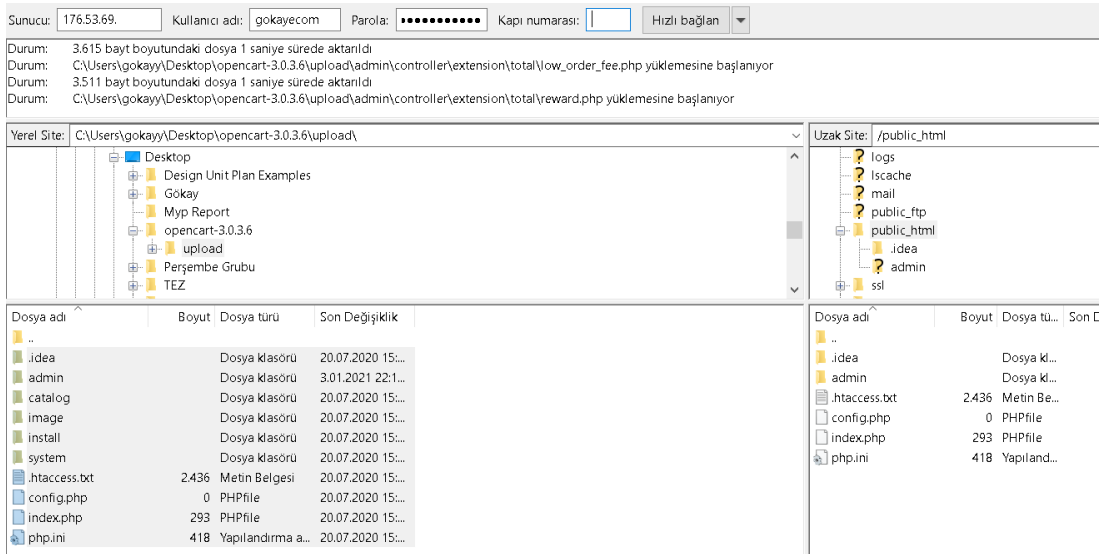 Sunucu: 176.53.69. Kullanıcı adı: gokayecom Parola: ●●●●●●●●●●●● Kapı numarası: Hızlı bağlan
Durum: 3.615 bayt boyutundaki dosya 1 saniye sürede aktarıldı
Durum: C:\Users\gokayy\Desktop\opencart-3.0.3.6\upload\admin\controller\extension\total\low_order_fee.php yüklemesine başlanıyor
Durum: 3.511 bayt boyutundaki dosya 1 saniye sürede aktarıldı
Durum: C:\Users\gokayy\Desktop\opencart-3.0.3.6\upload\admin\controller\extension\total\reward.php yüklemesine başlanıyor
Yerel Site: C:\Users\gokayy\Desktop\opencart-3.0.3.6\upload\
Desktop
Design Unit Plan Examples
Gökay
Myp Report
opencart-3.0.3.6
upload
Perşembe Grubu
TEZ
Uzak Site: /public_html
logs
lscache
mail
public_ftp
public_html
.idea
admin
ssl
Dosya adı Boyut Dosya türü Son Değişiklik
..
.idea Dosya klasörü 20.07.2020 15:...
admin Dosya klasörü 3.01.2021 22:1...
catalog Dosya klasörü 20.07.2020 15:...
image Dosya klasörü 20.07.2020 15:...
install Dosya klasörü 20.07.2020 15:...
system Dosya klasörü 20.07.2020 15:...
.htaccess.txt 2.436 Metin Belgesi 20.07.2020 15:...
config.php 0 PHPfile 20.07.2020 15:...
index.php 293 PHPfile 20.07.2020 15:...
php.ini 418 Yapılandırma a... 20.07.2020 15:...
Dosya adı Boyut Dosya tü... Son D
..
.idea Dosya kl...
admin Dosya kl...
.htaccess.txt 2.436 Metin Be...
config.php 0 PHPfile
index.php 293 PHPfile
php.ini 418 Yapıland...